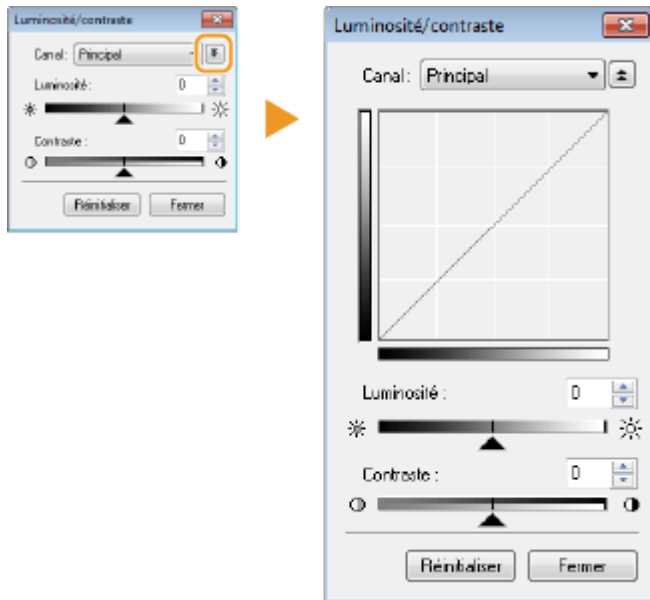 Luminosité/contraste
Canal: Principal
Luminosité: 0
Contraste : 0
Réinitialiser Fermer
Luminosité/contraste
Canal: Principal
Luminosité : 0
Contraste : 0
Réinitialiser Fermer